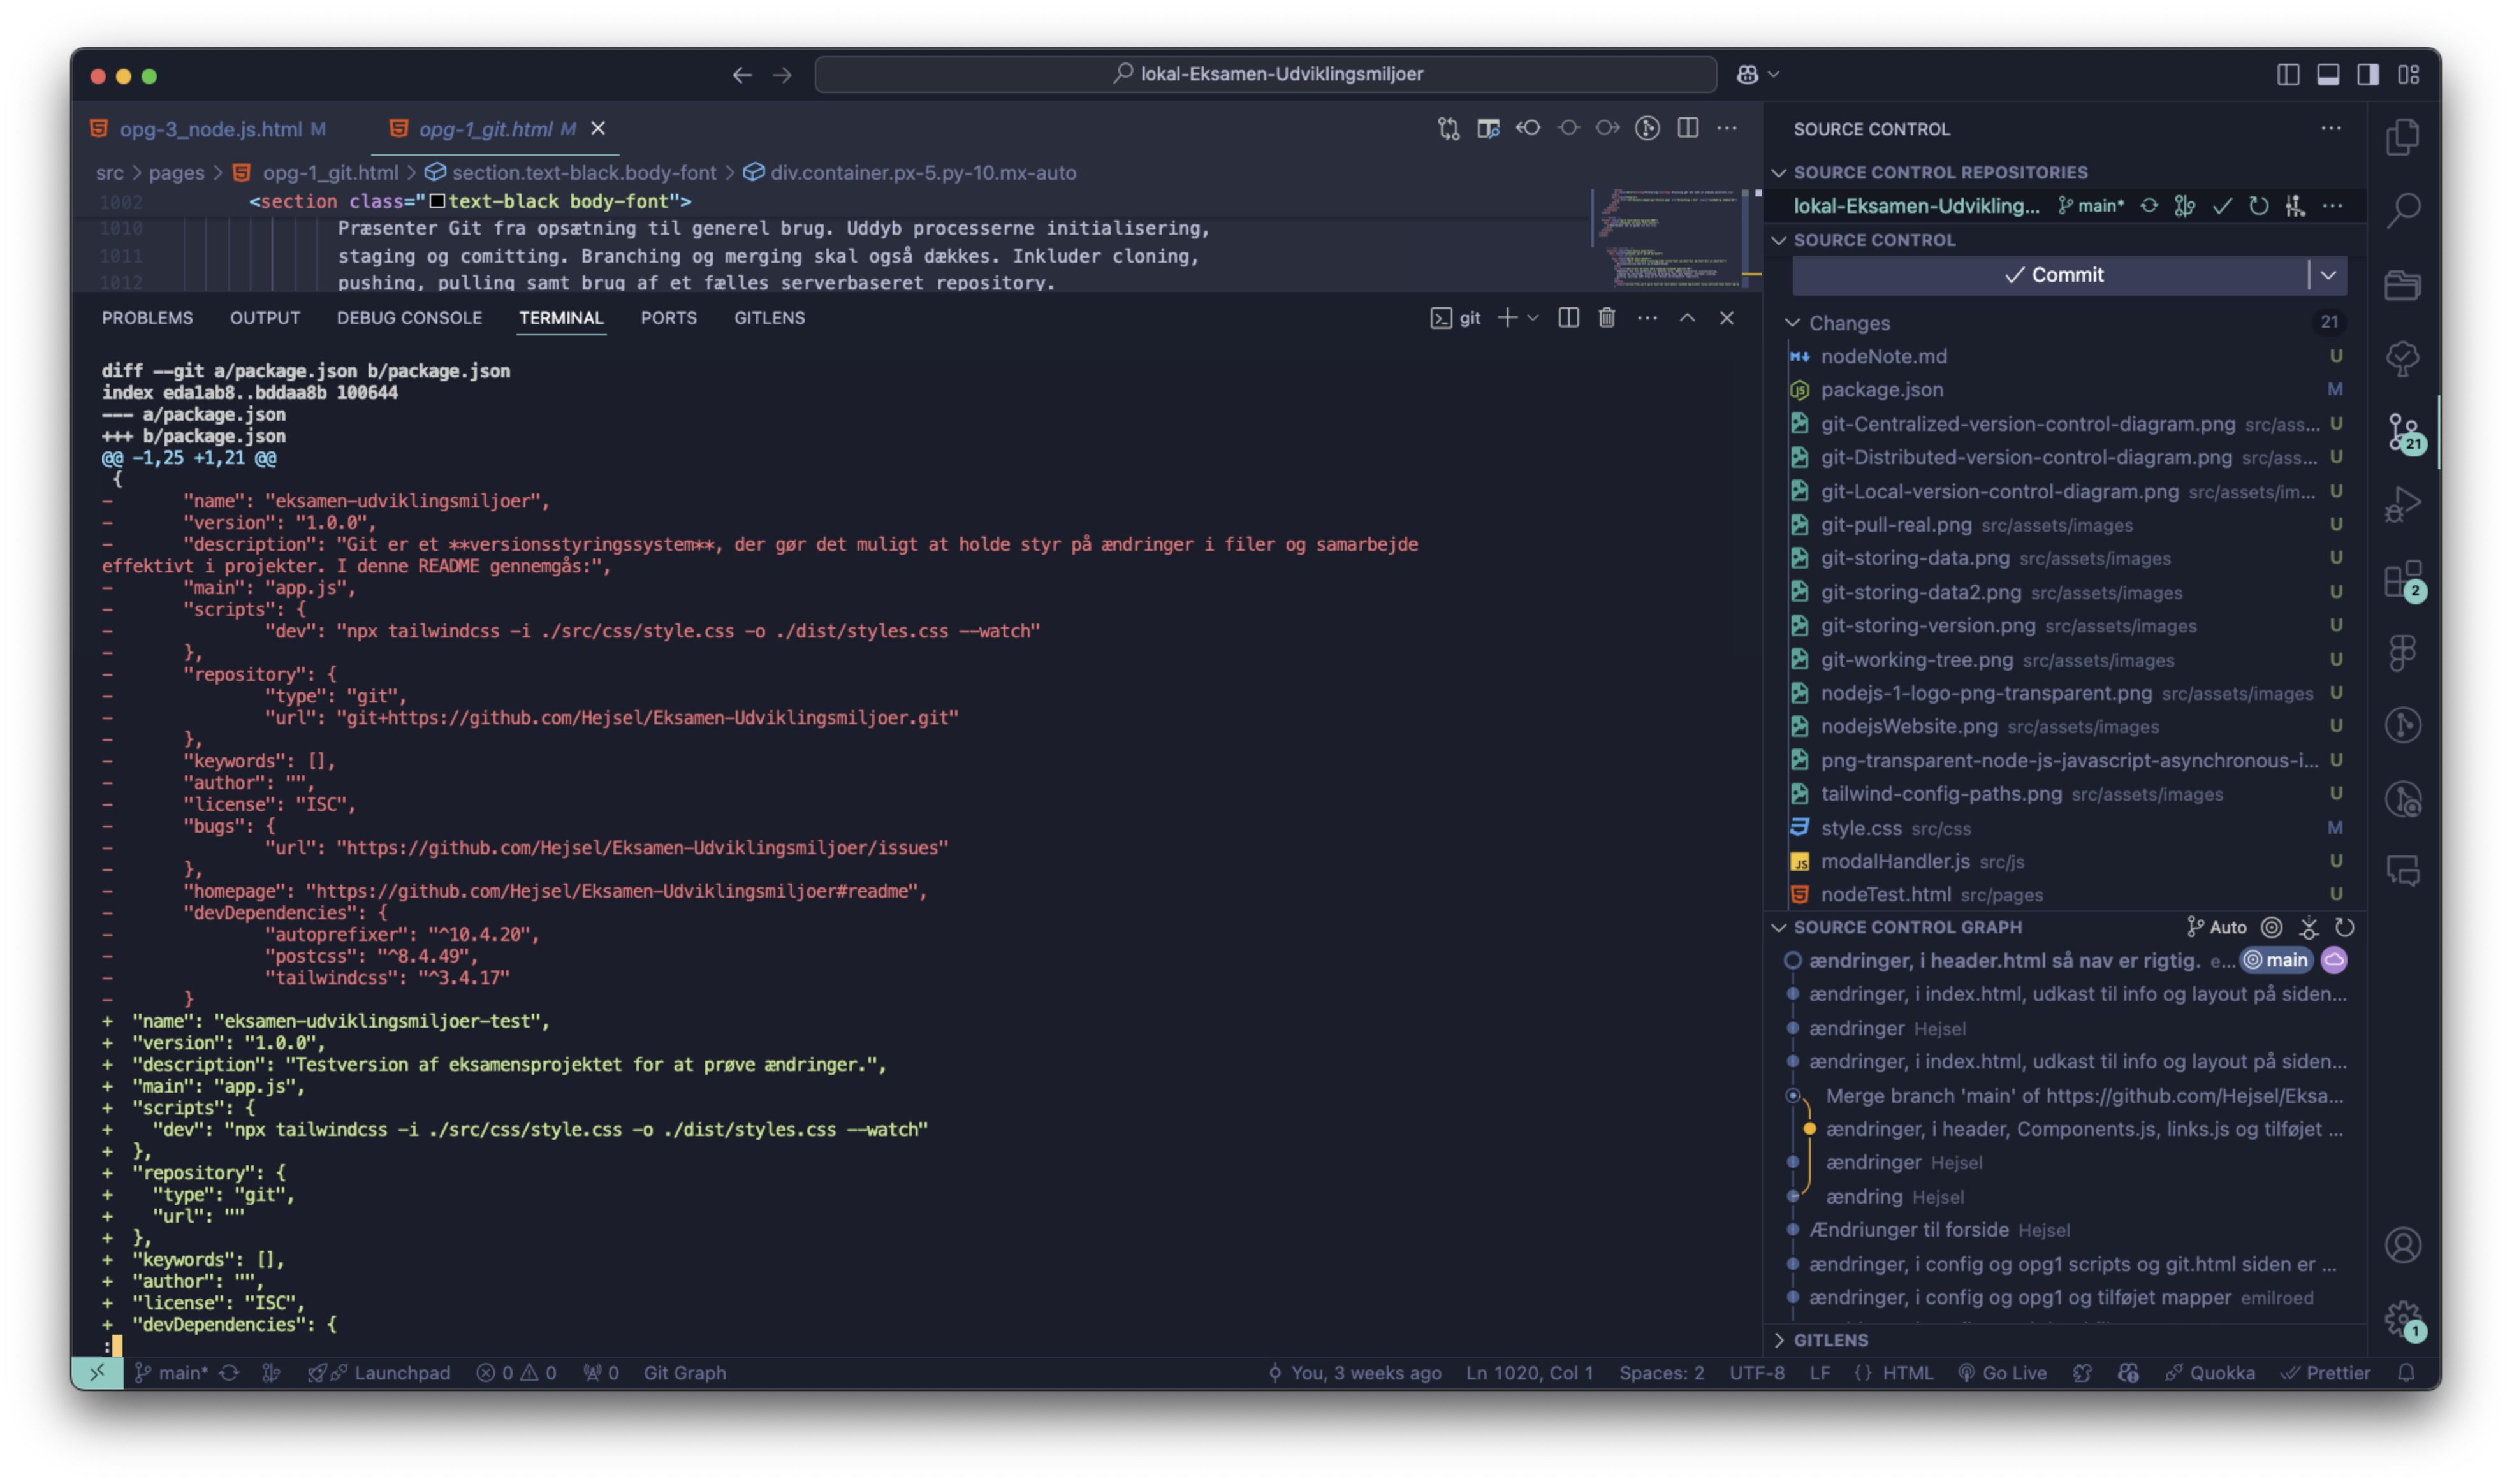 lokal-Eksamen-Udviklingsmiljoer
opg-3_node.js.html M
opg-1_git.html M
src > pages > opg-1_git.html > section.text-black.body-font > div.container.px-5.py-10.mx-auto
1002 <section class="text-black body-font">
1010 Præsenter Git fra opsætning til generel brug. Uddyb processerne initialisering,
1011 staging og comitting. Branching og merging skal også dækkes. Inkluder cloning,
1012 pushing, pulling samt brug af et fælles serverbaseret repository.
PROBLEMS OUTPUT DEBUG CONSOLE TERMINAL PORTS GITLENS
git
diff --git a/package.json b/package.json
index eda1ab8..bddaa8b 100644
--- a/package.json
+++ b/package.json
@@ -1,25 +1,21 @@
{
- "name": "eksamen-udviklingsmiljoer",
- "version": "1.0.0",
- "description": "Git er et **versionsstyringssystem**, der gør det muligt at holde styr på ændringer i filer og samarbejde
effektivt i projekter. I denne README gennemgås:",
- "main": "app.js",
- "scripts": {
- "dev": "npx tailwindcss -i ./src/css/style.css -o ./dist/styles.css --watch"
- },
- "repository": {
- "type": "git",
- "url": "git+https://github.com/Hejsel/Eksamen-Udviklingsmiljoer.git"
- },
- "keywords": [],
- "author": "",
- "license": "ISC",
- "bugs": {
- "url": "https://github.com/Hejsel/Eksamen-Udviklingsmiljoer/issues"
- },
- "homepage": "https://github.com/Hejsel/Eksamen-Udviklingsmiljoer#readme",
- "devDependencies": {
- "autoprefixer": "^10.4.20",
- "postcss": "^8.4.49",
- "tailwindcss": "^3.4.17"
- }
+ "name": "eksamen-udviklingsmiljoer-test",
+ "version": "1.0.0",
+ "description": "Testversion af eksamensprojektet for at prøve ændringer.",
+ "main": "app.js",
+ "scripts": {
+ "dev": "npx tailwindcss -i ./src/css/style.css -o ./dist/styles.css --watch"
+ },
+ "repository": {
+ "type": "git",
+ "url": ""
+ },
+ "keywords": [],
+ "author": "",
+ "license": "ISC",
+ "devDependencies": {
:
SOURCE CONTROL
SOURCE CONTROL REPOSITORIES
lokal-Eksamen-Udvikling... main*
SOURCE CONTROL
Commit
Changes 21
nodeNote.md U
package.json M
git-Centralized-version-control-diagram.png src/ass... U
git-Distributed-version-control-diagram.png src/ass... U
git-Local-version-control-diagram.png src/assets/im... U
git-pull-real.png src/assets/images U
git-storing-data.png src/assets/images U
git-storing-data2.png src/assets/images U
git-storing-version.png src/assets/images U
git-working-tree.png src/assets/images U
nodejs-1-logo-png-transparent.png src/assets/images U
nodejsWebsite.png src/assets/images U
png-transparent-node-js-javascript-asynchronous-i... U
tailwind-config-paths.png src/assets/images U
style.css src/css M
modalHandler.js src/js U
nodeTest.html src/pages U
SOURCE CONTROL GRAPH Auto
ændringer, i header.html så nav er rigtig. e... main
ændringer, i index.html, udkast til info og layout på siden...
ændringer Hejsel
ændringer, i index.html, udkast til info og layout på siden...
Merge branch 'main' of https://github.com/Hejsel/Eksa...
ændringer, i header, Components.js, links.js og tilføjet ...
ændringer Hejsel
ændring Hejsel
Ændriunger til forside Hejsel
ændringer, i config og opg1 scripts og git.html siden er ...
ændringer, i config og opg1 og tilføjet mapper emilroed
GITLENS
21
2
1
main* Launchpad 0 0 0 Git Graph
You, 3 weeks ago Ln 1020, Col 1 Spaces: 2 UTF-8 LF {} HTML Go Live Quokka Prettier